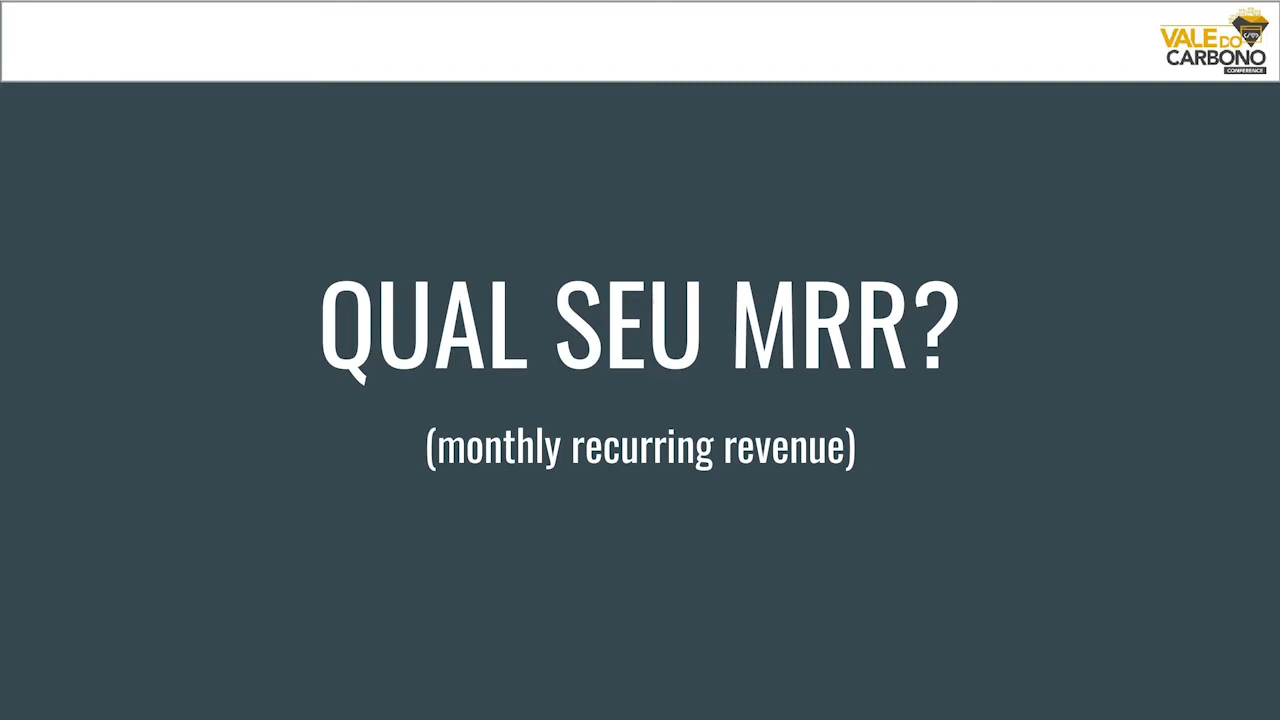 VALE DO
CARBONO
CONFERENCE
QUAL SEU MRR?
(monthly recurring revenue)